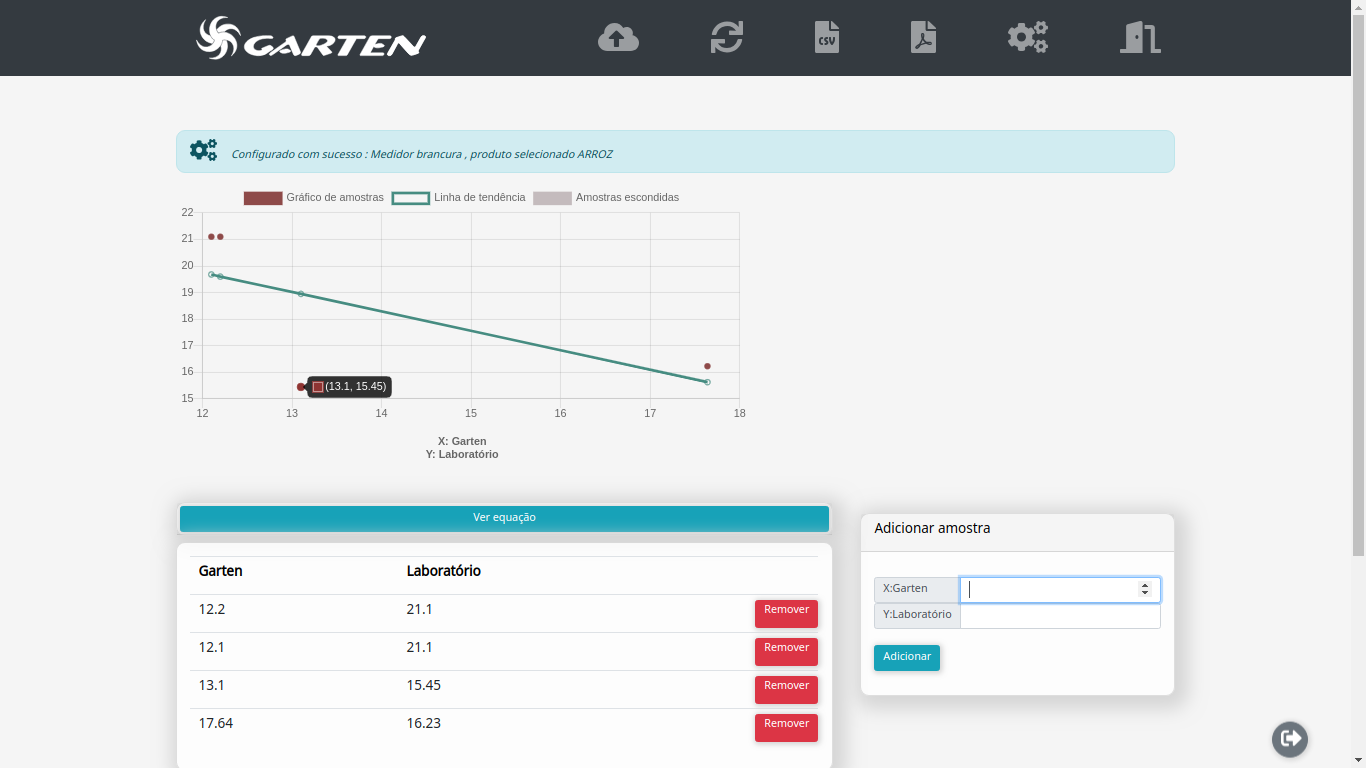 GARTEN
CSV
Configurado com sucesso : Medidor brancura , produto selecionado ARROZ
Gráfico de amostras Linha de tendência Amostras escondidas
22
21
20
19
18
17
16
15
(13.1, 15.45)
12 13 14 15 16 17 18
X: Garten
Y: Laboratório
Ver equação
Garten Laboratório
12.2 21.1 Remover
12.1 21.1 Remover
13.1 15.45 Remover
17.64 16.23 Remover
Adicionar amostra
X:Garten
Y:Laboratório
Adicionar